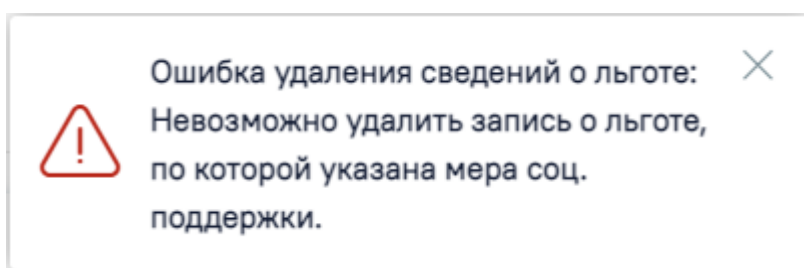 Ошибка удаления сведений о льготе:
Невозможно удалить запись о льготе,
по которой указана мера соц.
поддержки.